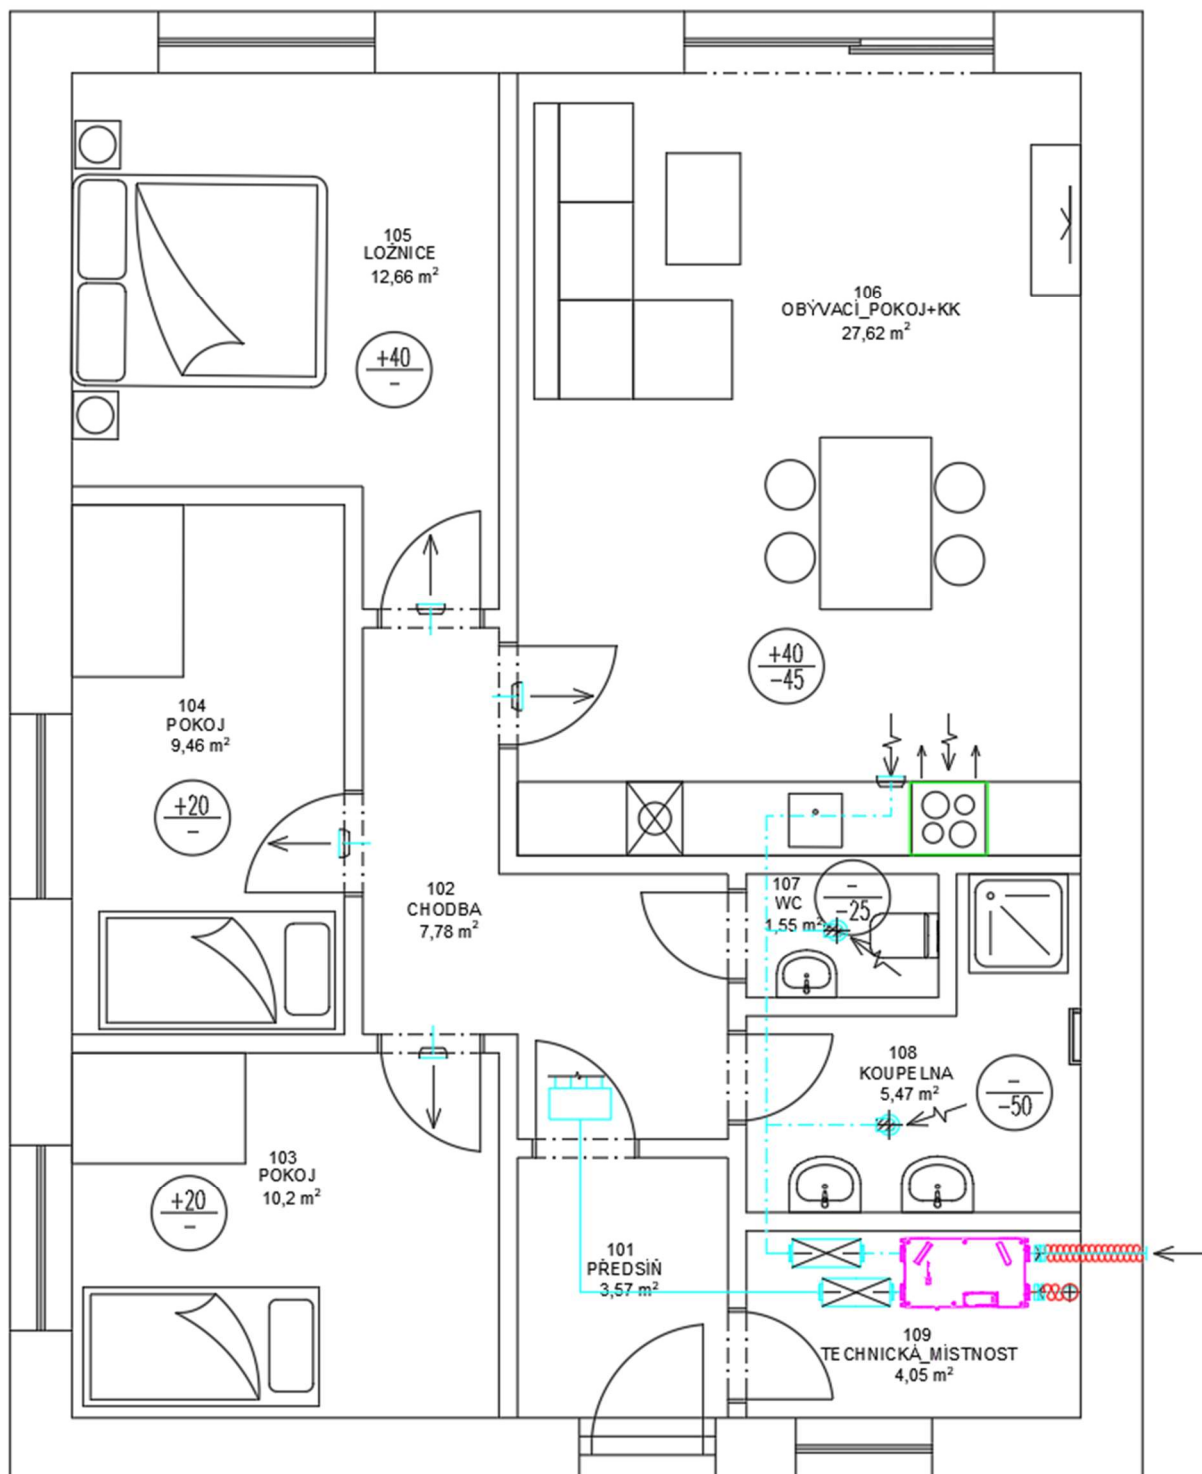 105
LOŽNICE
12,66 m²
+40
-
106
OBÝVACÍ_POKOJ+KK
27,62 m²
+40
-45
104
POKOJ
9,46 m²
+20
-
102
CHODBA
7,78 m²
107
WC
1,55 m²
-
-25
108
KOUPELNA
5,47 m²
-
-50
103
POKOJ
10,2 m²
+20
-
101
PŘEDSÍŇ
3,57 m²
109
TECHNICKÁ_MÍSTNOST
4,05 m²